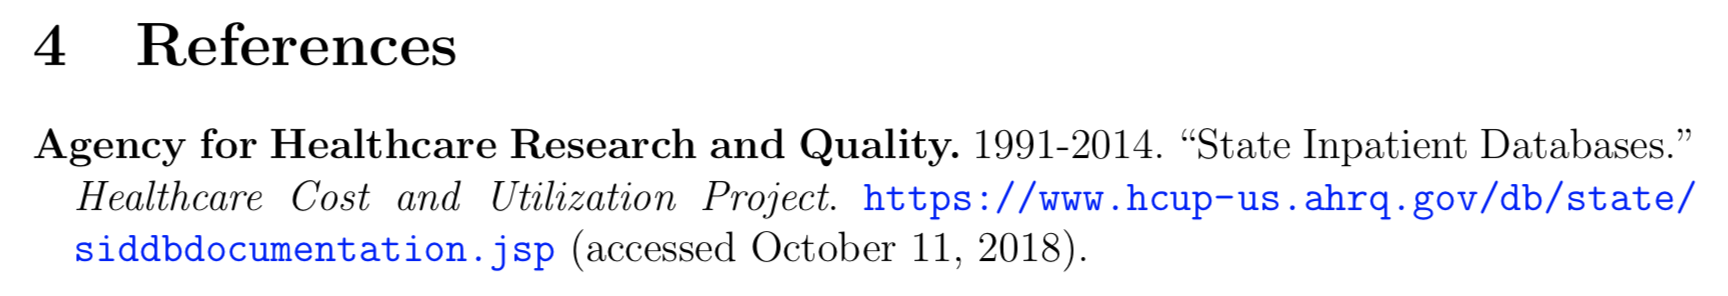 4 References
Agency for Healthcare Research and Quality. 1991-2014. “State Inpatient Databases.”
Healthcare Cost and Utilization Project. https://www.hcup-us.ahrq.gov/db/state/
siddbdocumentation.jsp (accessed October 11, 2018).